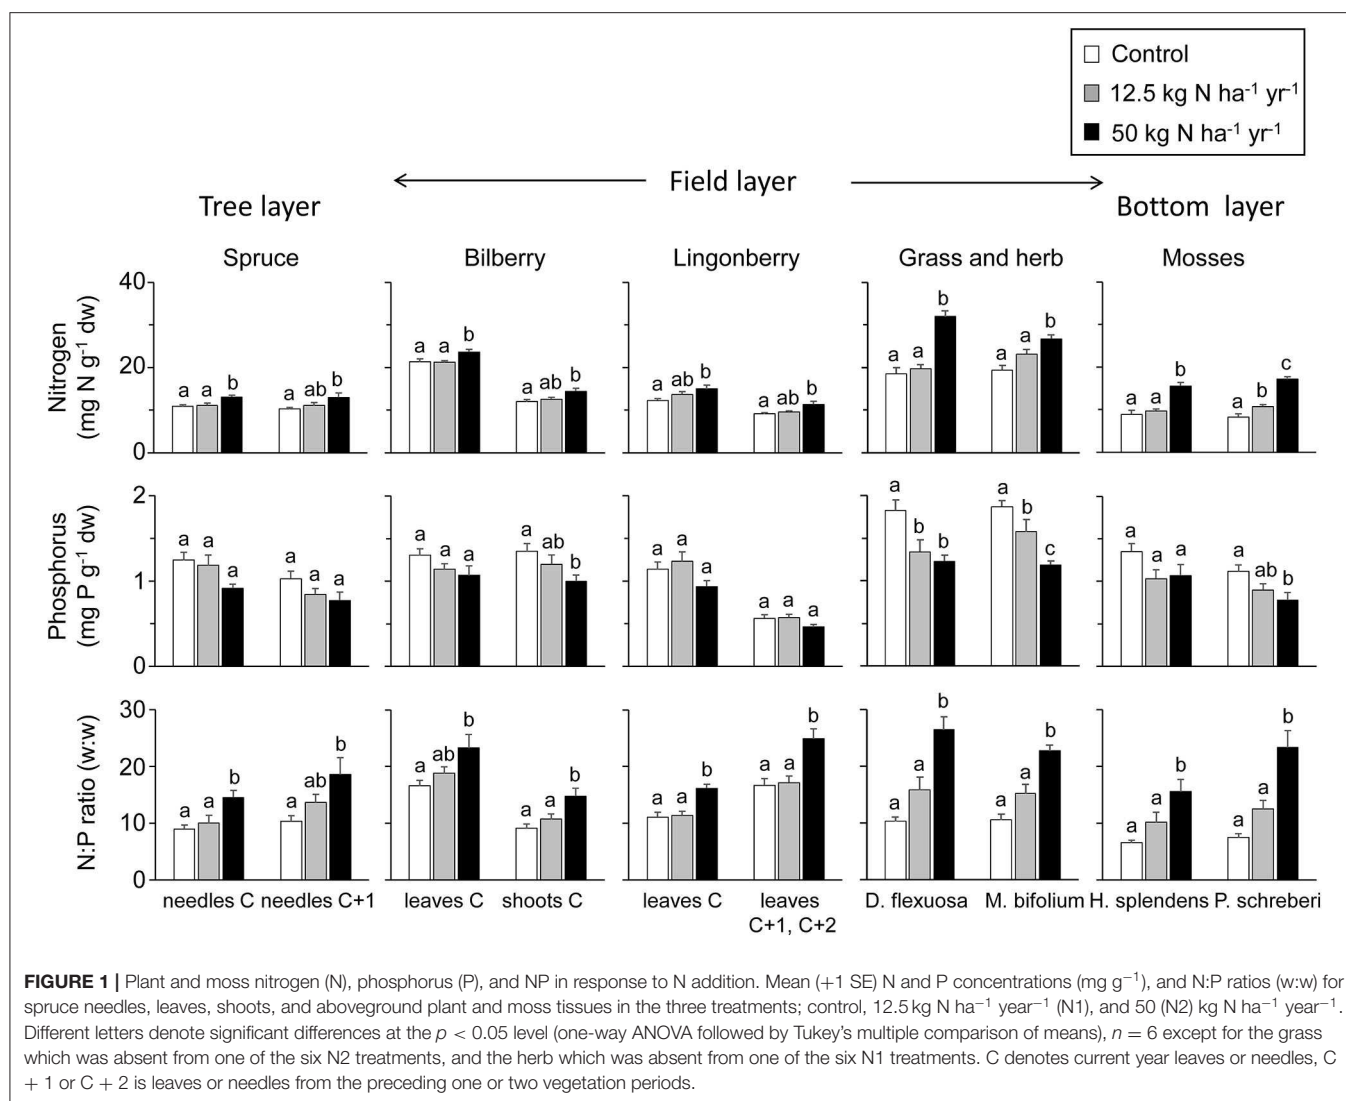 Control
12.5 kg N ha⁻¹ yr⁻¹
50 kg N ha⁻¹ yr⁻¹
Field layer
Tree layer
Bottom layer
Spruce Bilberry Lingonberry Grass and herb Mosses
Nitrogen
(mg N g⁻¹ dw)
40
20
0
a a b a ab b
a a b a ab b
a ab b a ab b
a a b a a b
a a b a b c
Phosphorus
(mg P g⁻¹ dw)
2
1
0
a a a a a a
a a a a ab b
a a a a a a
a b b a b c
a a a a ab b
N:P ratio (w:w)
30
20
10
0
a a b a ab b
a ab b a a b
a a b a a b
a a b a a b
a a b a a b
needles C needles C+1 leaves C shoots C leaves C leaves D. flexuosa M. bifolium H. splendens P. schreberi
C+1, C+2
FIGURE 1 | Plant and moss nitrogen (N), phosphorus (P), and NP in response to N addition. Mean (+1 SE) N and P concentrations (mg g⁻¹), and N:P ratios (w:w) for
spruce needles, leaves, shoots, and aboveground plant and moss tissues in the three treatments; control, 12.5 kg N ha⁻¹ year⁻¹ (N1), and 50 (N2) kg N ha⁻¹ year⁻¹.
Different letters denote significant differences at the p < 0.05 level (one-way ANOVA followed by Tukey's multiple comparison of means), n = 6 except for the grass
which was absent from one of the six N2 treatments, and the herb which was absent from one of the six N1 treatments. C denotes current year leaves or needles, C
+ 1 or C + 2 is leaves or needles from the preceding one or two vegetation periods.